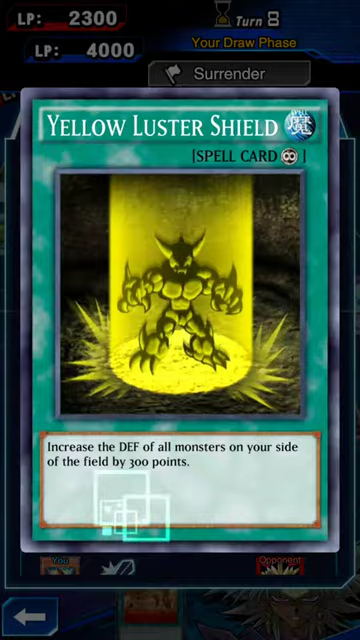 LP: 2300
Turn 8
LP: 4000
Your Draw Phase
Surrender
YELLOW LUSTER SHIELD
[SPELL CARD ]
Increase the DEF of all monsters on your side
of the field by 300 points.
You
Opponent